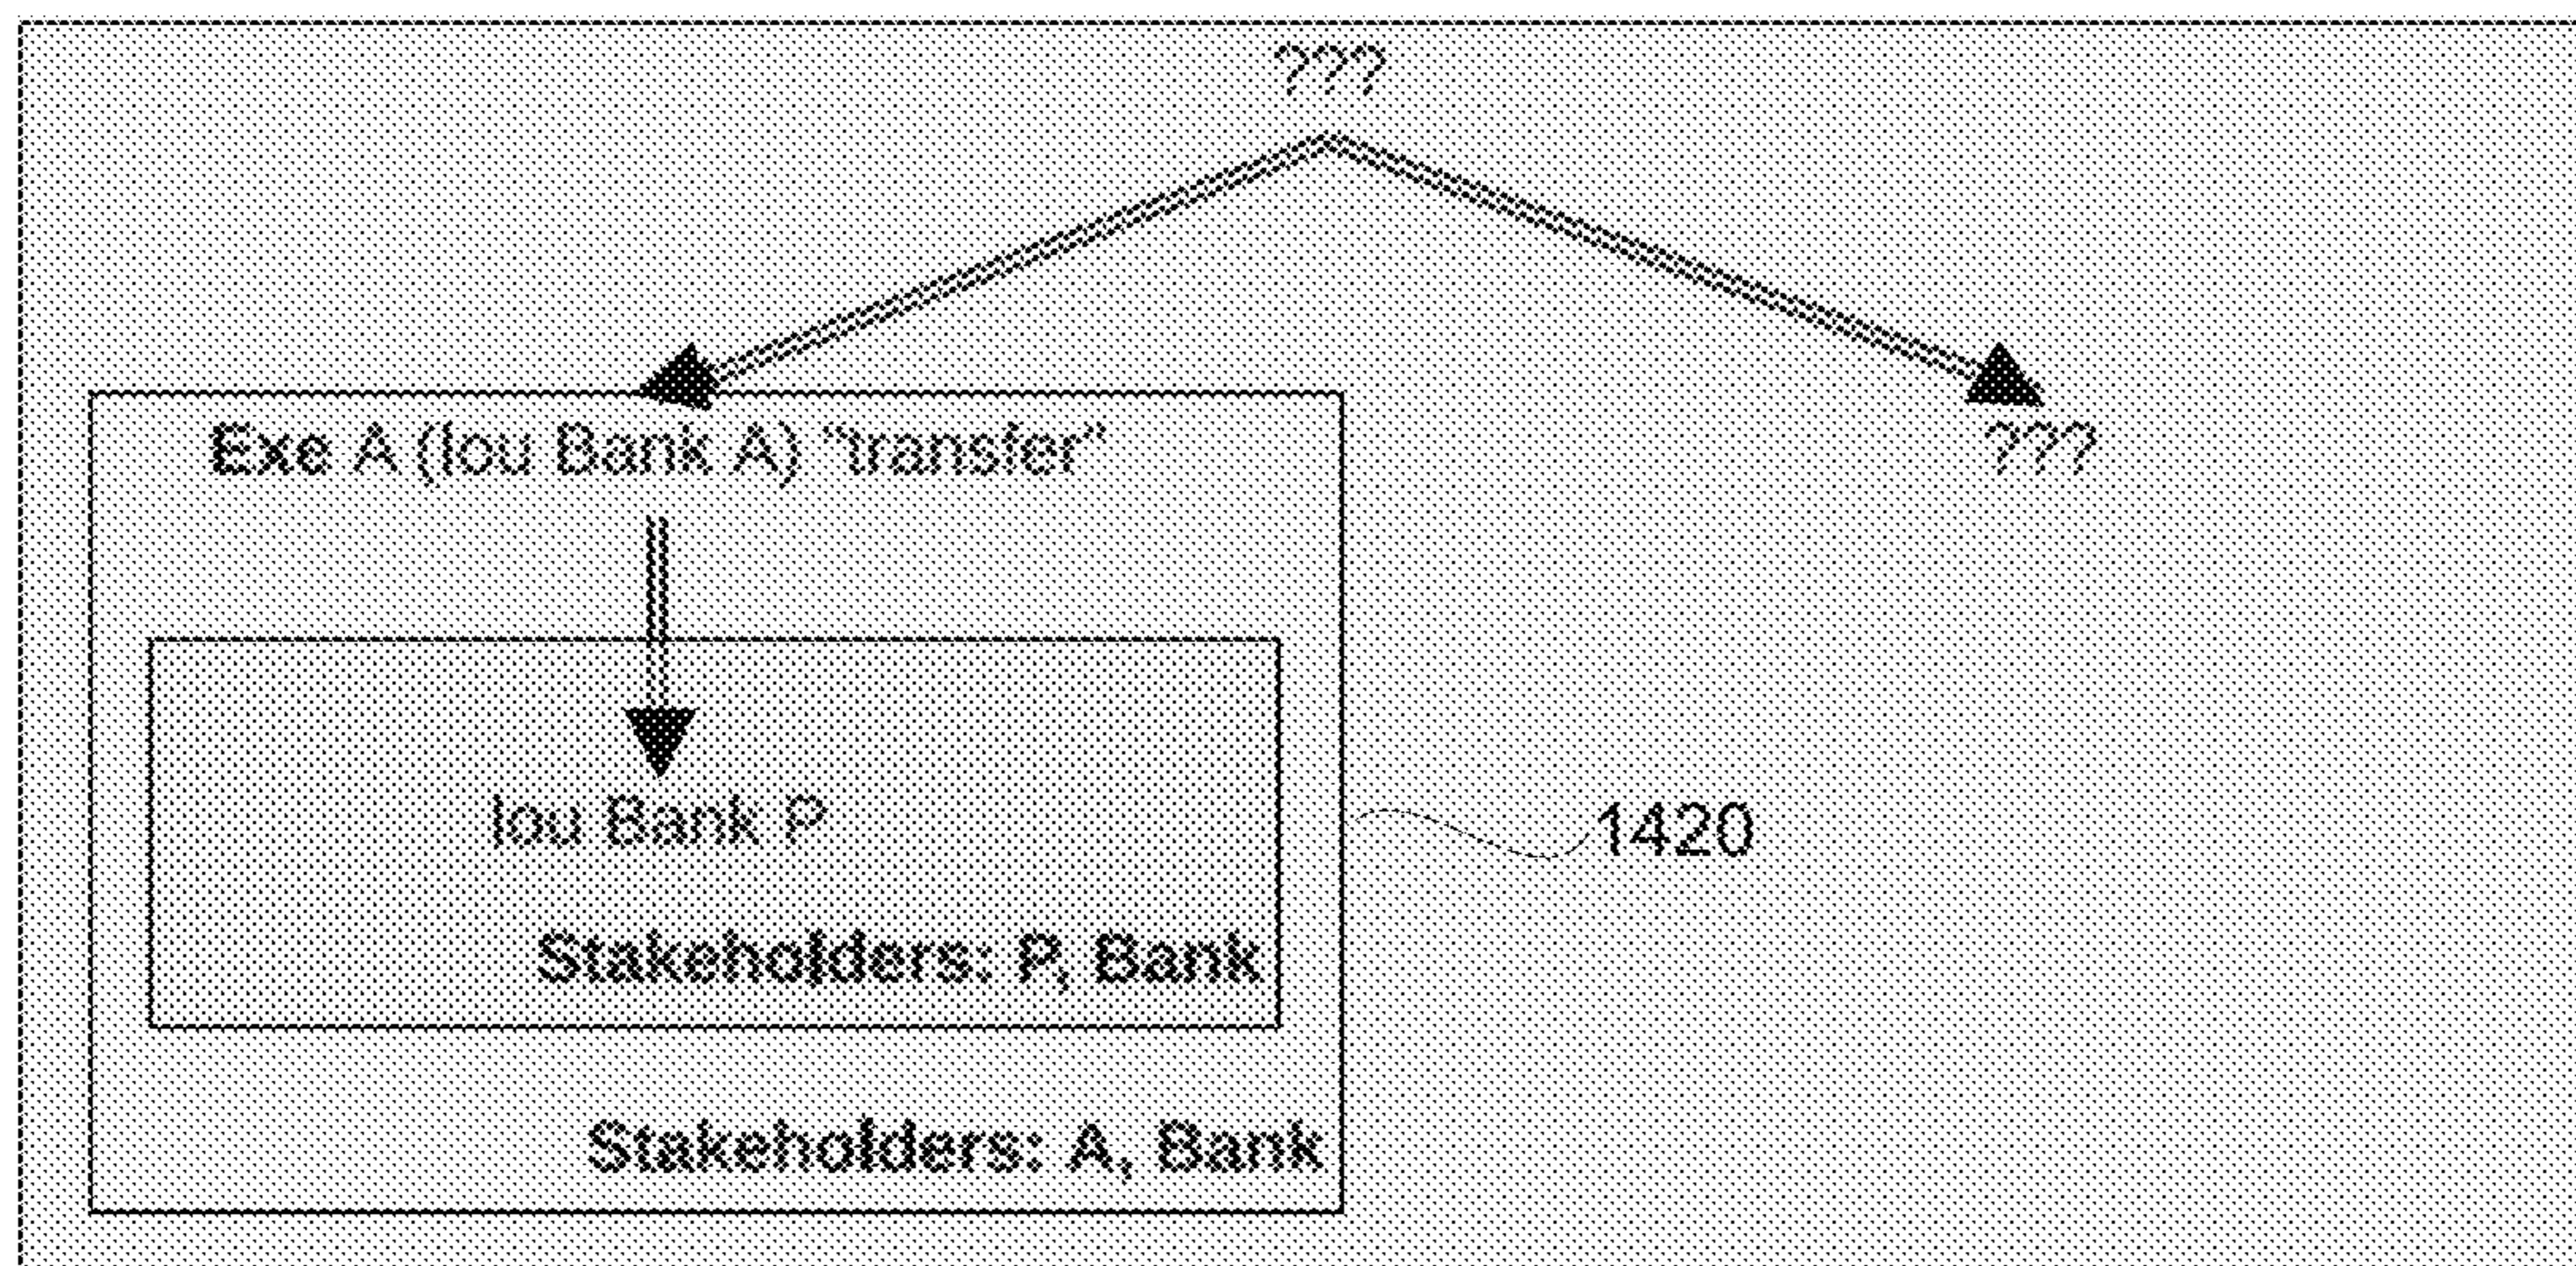 ???
Exe A (Iou Bank A) "transfer"
???
Iou Bank P
1420
Stakeholders: P, Bank
Stakeholders: A, Bank